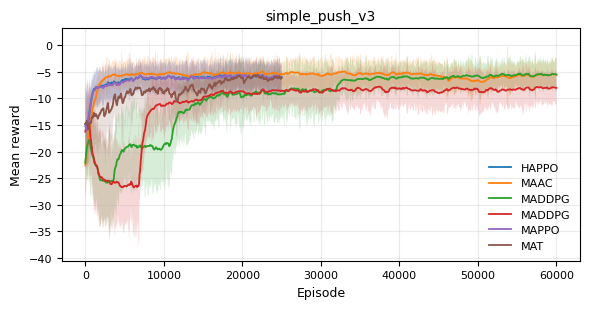 simple_push_v3
Mean reward
0
−5
−10
−15
−20
−25
−30
−35
−40
HAPPO
MAAC
MADDPG
MADDPG
MAPPO
MAT
0 10000 20000 30000 40000 50000 60000
Episode